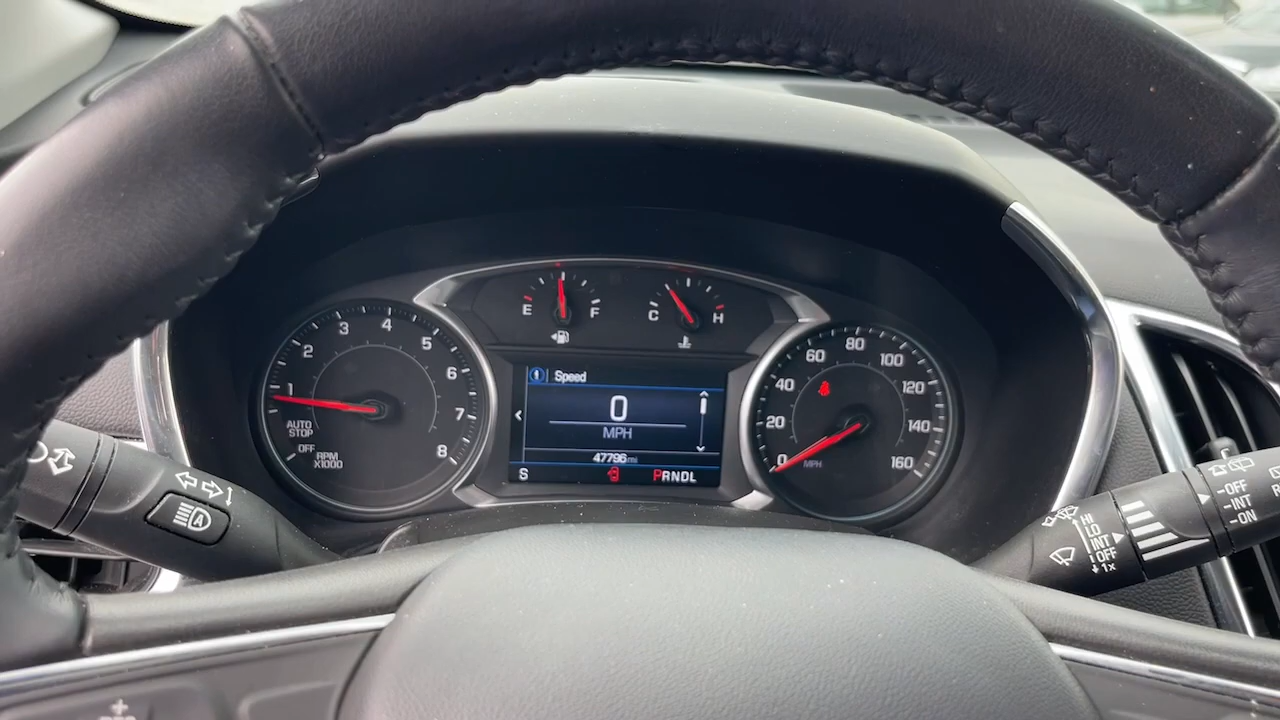 E F
C H
1 2 3 4 5 6 7 8
AUTO
STOP
OFF
RPM
X1000
Speed
0
MPH
47796 mi
S
PRNDL
0 20 40 60 80 100 120 140 160
MPH
A
HI
LO
INT
OFF
1x
-OFF
-INT
-ON